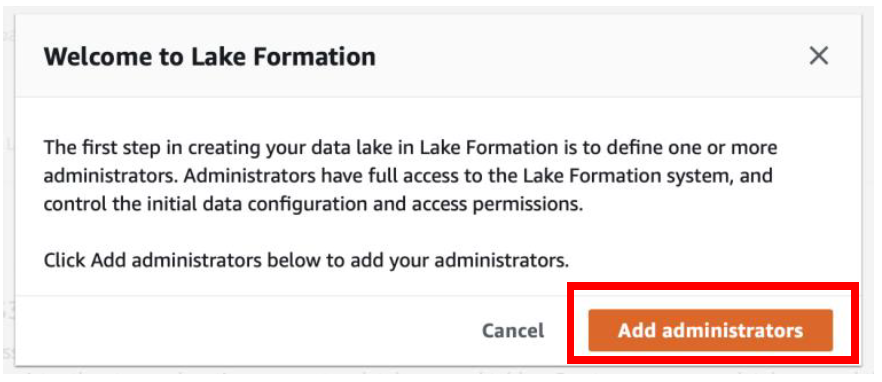 Welcome to Lake Formation
The first step in creating your data lake in Lake Formation is to define one or more
administrators. Administrators have full access to the Lake Formation system, and
control the initial data configuration and access permissions.
Click Add administrators below to add your administrators.
Cancel Add administrators